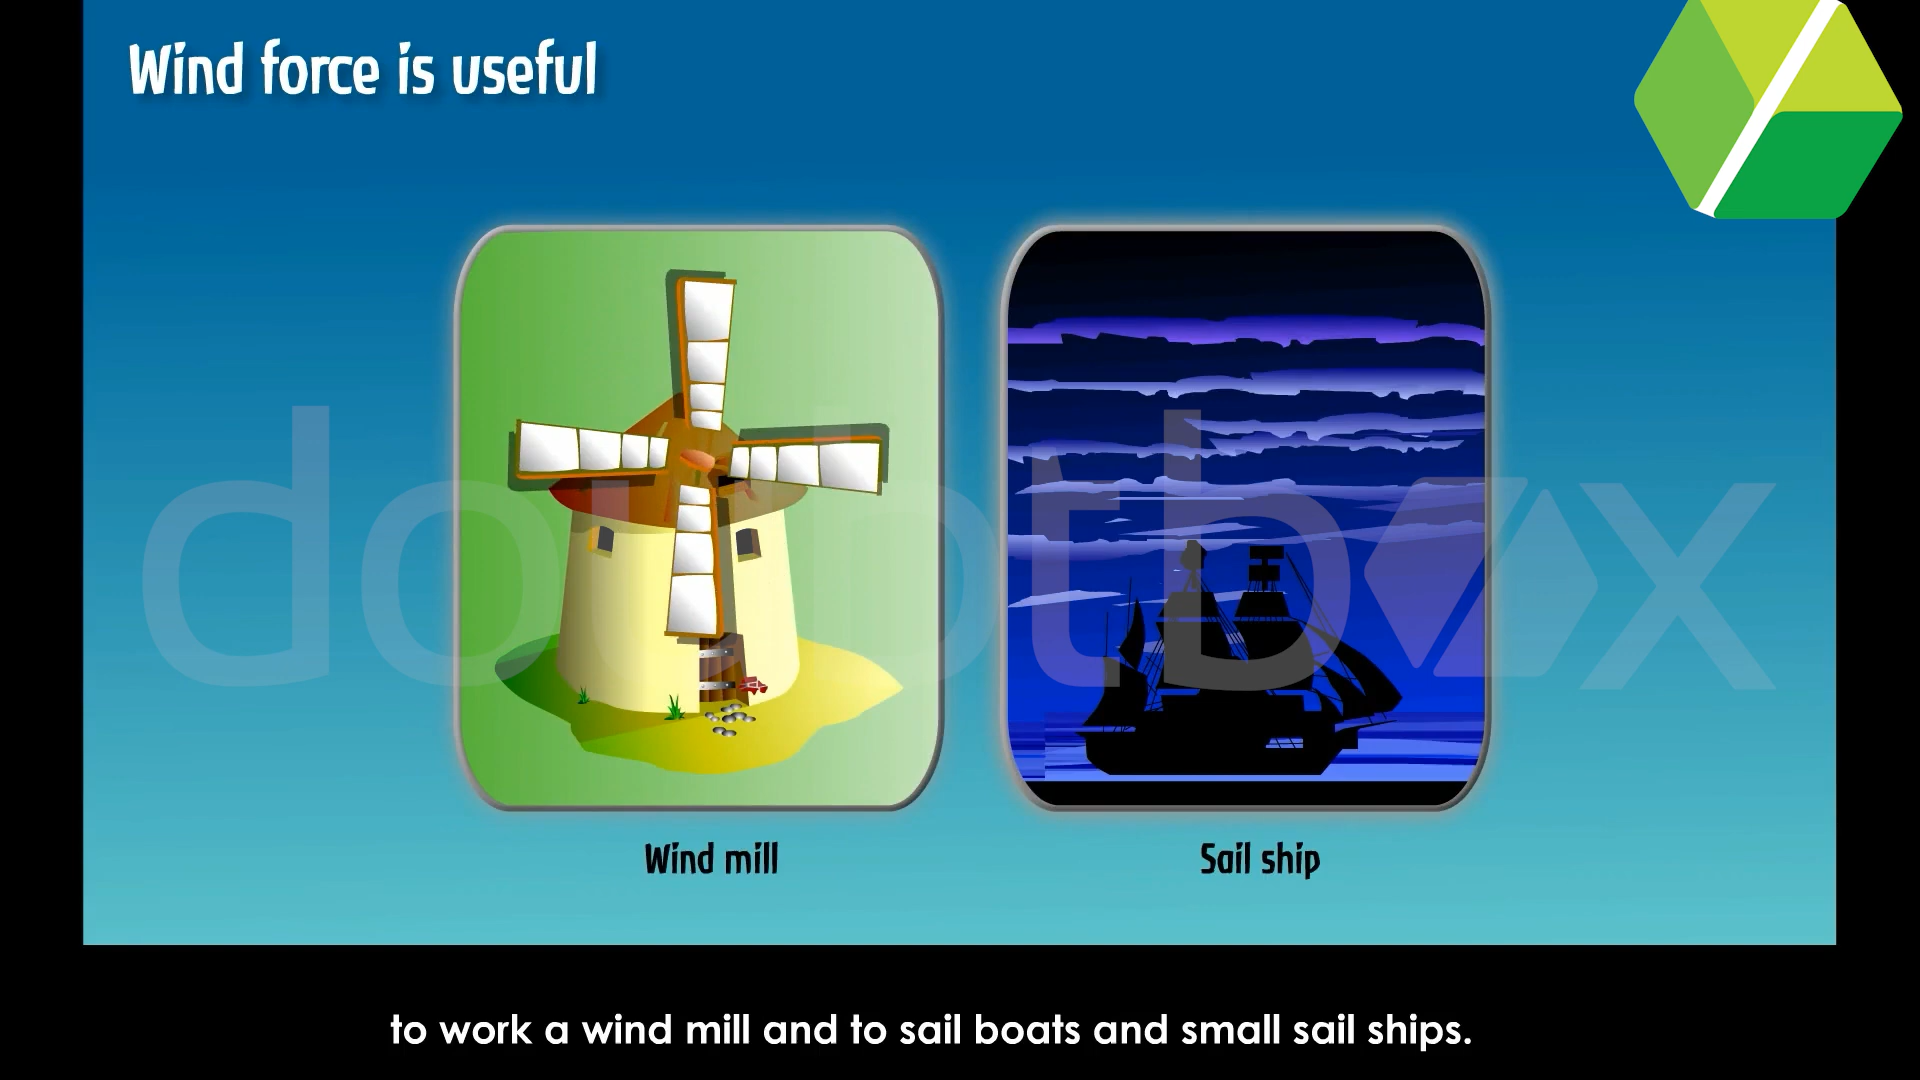 Wind force is useful
doubtbox
Wind mill
Sail ship
to work a wind mill and to sail boats and small sail ships.